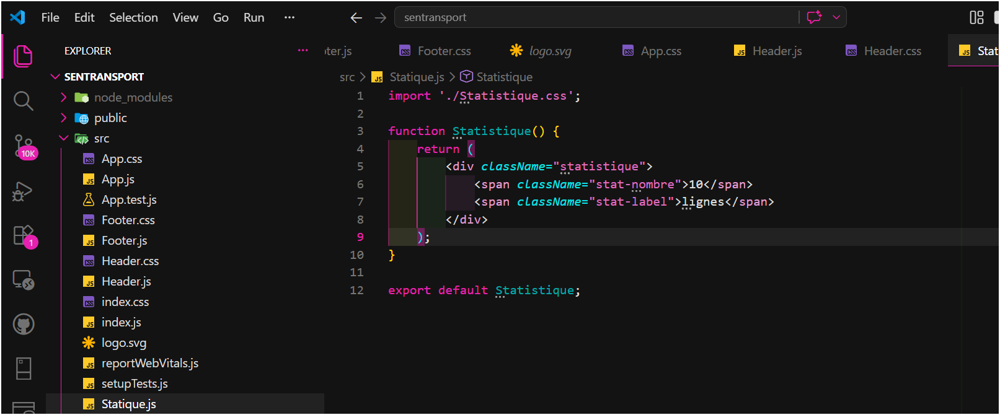 File Edit Selection View Go Run ···
sentransport
EXPLORER ···
ter.js Footer.css logo.svg App.css Header.js Header.css Stat
SENTRANSPORT
src > Statique.js > Statistique
node_modules
public
src
App.css
App.js
App.test.js
Footer.css
Footer.js
Header.css
Header.js
index.css
index.js
logo.svg
reportWebVitals.js
setupTests.js
Statique.js
10K
1
1 import './Statistique.css';
2
3 function Statistique() {
4 return (
5 <div className="statistique">
6 <span className="stat-nombre">10</span>
7 <span className="stat-label">lignes</span>
8 </div>
9 );
10 }
11
12 export default Statistique;